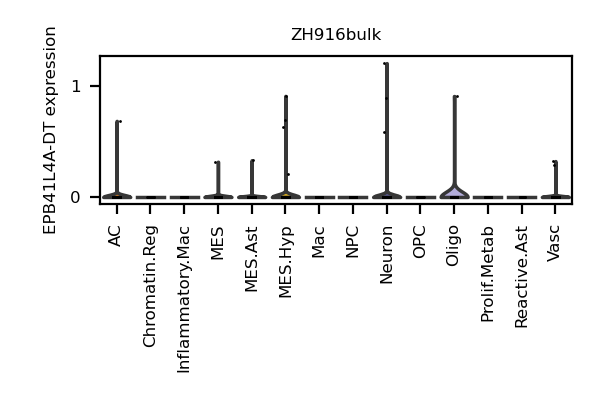 ZH916bulk
EPB41L4A-DT expression
1
0
AC
Chromatin.Reg
Inflammatory.Mac
MES
MES.Ast
MES.Hyp
Mac
NPC
Neuron
OPC
Oligo
Prolif.Metab
Reactive.Ast
Vasc